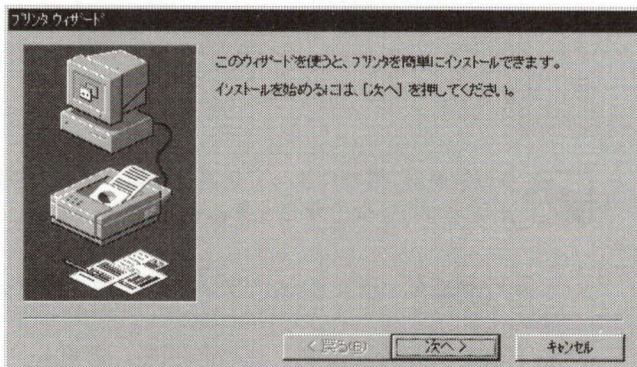 プリンタ ウィザード
このウィザードを使うと、プリンタを簡単にインストールできます。
インストールを始めるには、[次へ] を押してください。
< 戻る(B)
次へ >
キャンセル